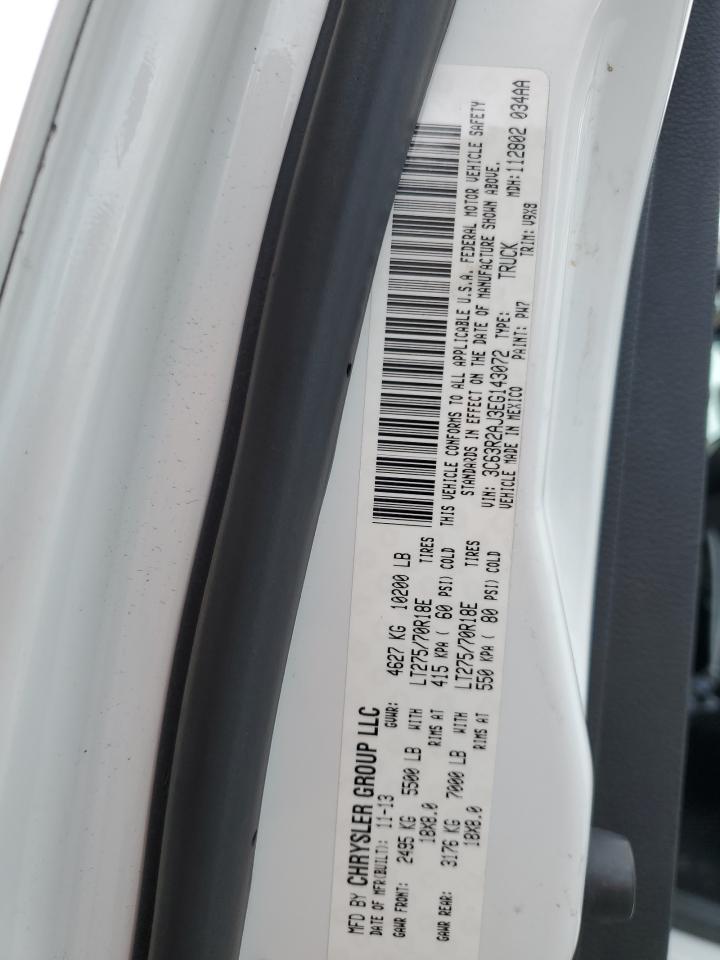 MFD BY CHRYSLER GROUP LLC
DATE OF MFR(BUILT): 11-13 GVWR: 4627 KG 10200 LB
GAWR FRONT: 2495 KG 5500 LB WITH LT275/70R18E TIRES
18X8.0 RIMS AT 415 KPA( 60 PSI) COLD
GAWR REAR: 3176 KG 7000 LB WITH LT275/70R18E TIRES
18X8.0 RIMS AT 550 KPA( 80 PSI) COLD
THIS VEHICLE CONFORMS TO ALL APPLICABLE U.S.A. FEDERAL MOTOR VEHICLE SAFETY
STANDARDS IN EFFECT ON THE DATE OF MANUFACTURE SHOWN ABOVE.
VIN: 3C63R2AJ3EG143072 TYPE: TRUCK MDH:112802 034AA
VEHICLE MADE IN MEXICO PAINT: PW7 TRIM: V9X8